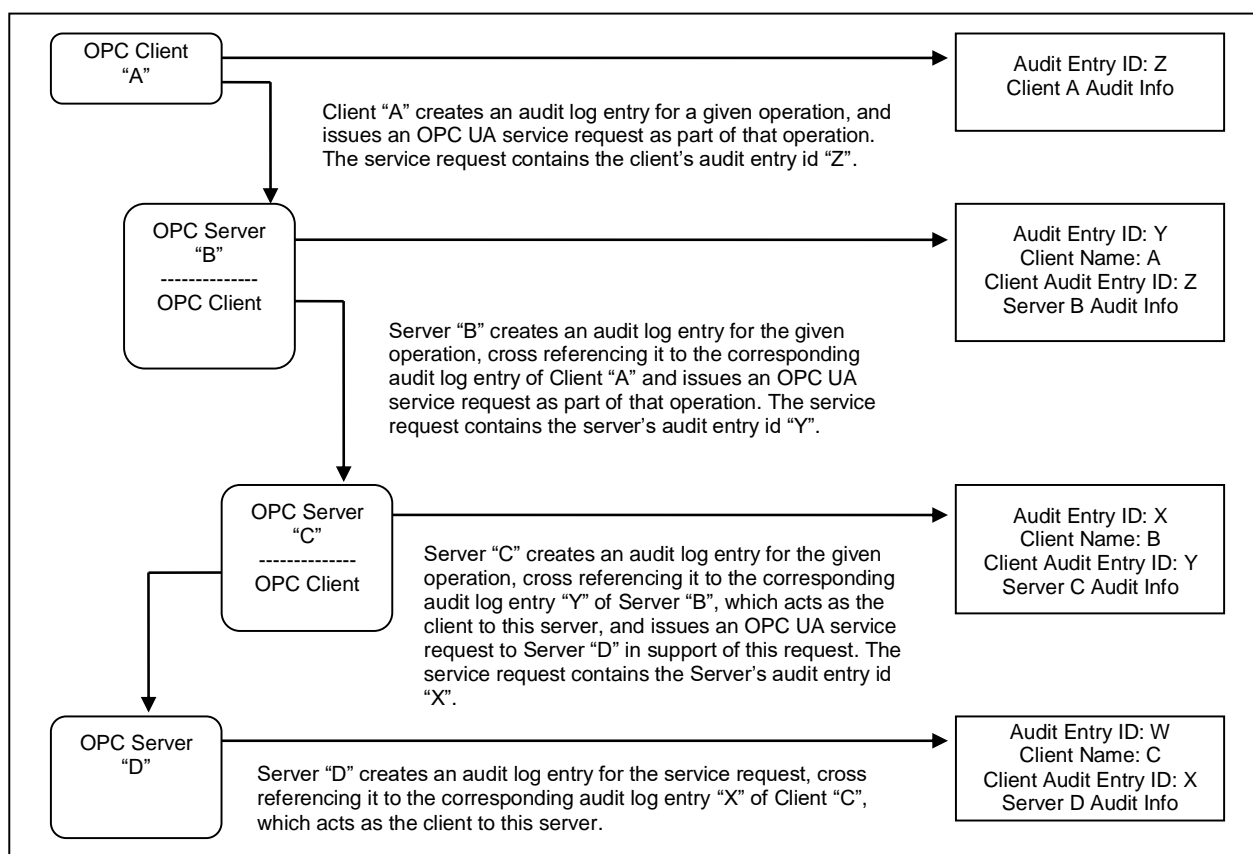 OPC Client
“A”
Audit Entry ID: Z
Client A Audit Info
Client “A” creates an audit log entry for a given operation, and
issues an OPC UA service request as part of that operation.
The service request contains the client’s audit entry id “Z”.
OPC Server
“B”
--------------
OPC Client
Audit Entry ID: Y
Client Name: A
Client Audit Entry ID: Z
Server B Audit Info
Server “B” creates an audit log entry for the given
operation, cross referencing it to the corresponding
audit log entry of Client “A” and issues an OPC UA
service request as part of that operation. The service
request contains the server’s audit entry id “Y”.
OPC Server
“C”
--------------
OPC Client
Audit Entry ID: X
Client Name: B
Client Audit Entry ID: Y
Server C Audit Info
Server “C” creates an audit log entry for the given
operation, cross referencing it to the corresponding
audit log entry “Y” of Server “B”, which acts as the
client to this server, and issues an OPC UA service
request to Server “D” in support of this request. The
service request contains the Server’s audit entry id
“X”.
OPC Server
“D”
Audit Entry ID: W
Client Name: C
Client Audit Entry ID: X
Server D Audit Info
Server “D” creates an audit log entry for the service request, cross
referencing it to the corresponding audit log entry “X” of Client “C”,
which acts as the client to this server.